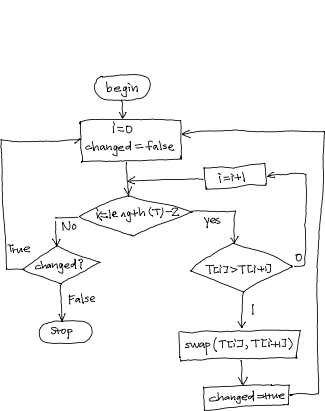 begin
i=0
changed=false
i=i+1
i<=length(T)-2
No
yes
True
changed?
T[i]>T[i+1]
0
False
1
stop
swap(T[i], T[i+1])
changed=true